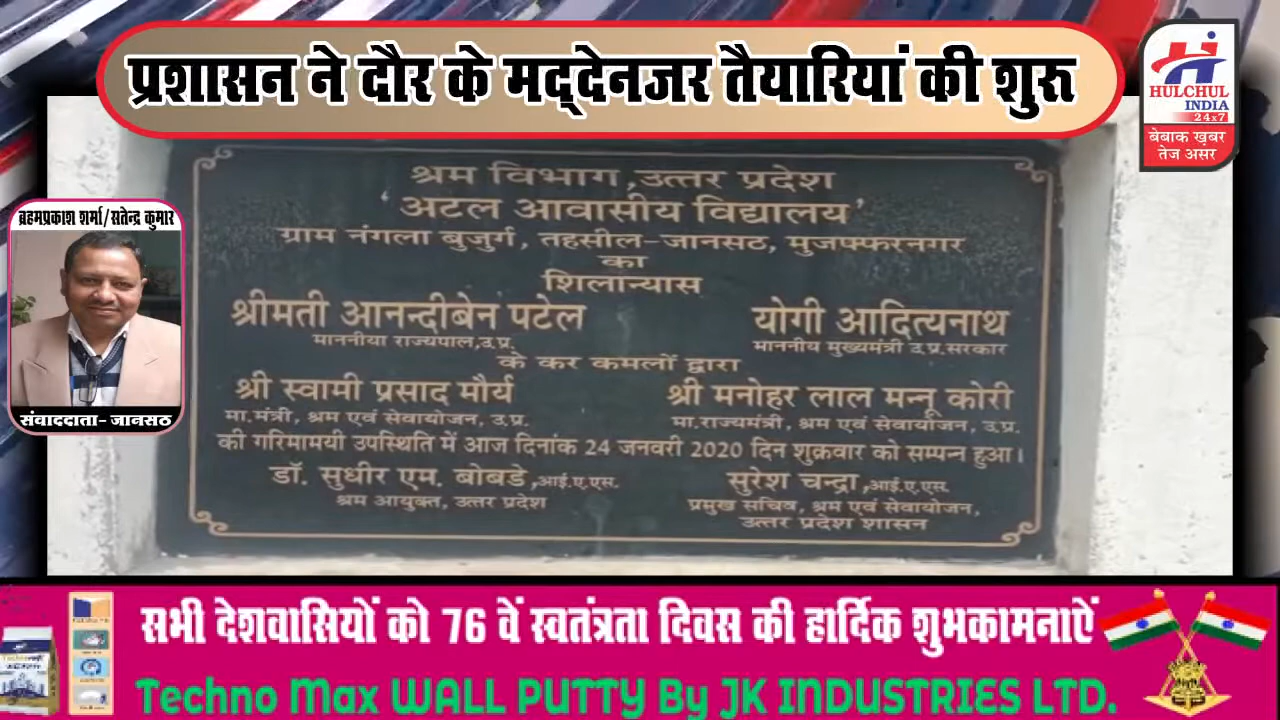 प्रशासन ने दौर के मद्देनजर तैयारियां की शुरू
HULCHUL
INDIA
24x7
बेबाक ख़बर
तेज असर
श्रम विभाग,उत्तर प्रदेश
'अटल आवासीय विद्यालय'
ग्राम नंगला बुजुर्ग, तहसील-जानसठ, मुजफ्फरनगर
का
शिलान्यास
श्रीमती आनन्दीबेन पटेल योगी आदित्यनाथ
माननीया राज्यपाल,उ.प्र. माननीय मुख्यमंत्री उ.प्र.सरकार
के कर कमलों द्वारा
श्री स्वामी प्रसाद मौर्य श्री मनोहर लाल मन्नू कोरी
मा.मंत्री, श्रम एवं सेवायोजन, उ.प्र. मा.राज्यमंत्री, श्रम एवं सेवायोजन, उ.प्र.
की गरिमामयी उपस्थिति में आज दिनांक 24 जनवरी 2020 दिन शुक्रवार को सम्पन्न हुआ।
डॉ. सुधीर एम. बोबडे,आई.ए.एस. सुरेश चन्द्रा,आई.ए.एस.
श्रम आयुक्त, उत्तर प्रदेश प्रमुख सचिव, श्रम एवं सेवायोजन,
उत्तर प्रदेश शासन
ब्रहमप्रकाश शर्मा/सतेन्द्र कुमार
संवाददाता- जानसठ
सभी देशवासियों को 76 वें स्वतंत्रता दिवस की हार्दिक शुभकामनाऐं
Techno Max WALL PUTTY By JK INDUSTRIES LTD.